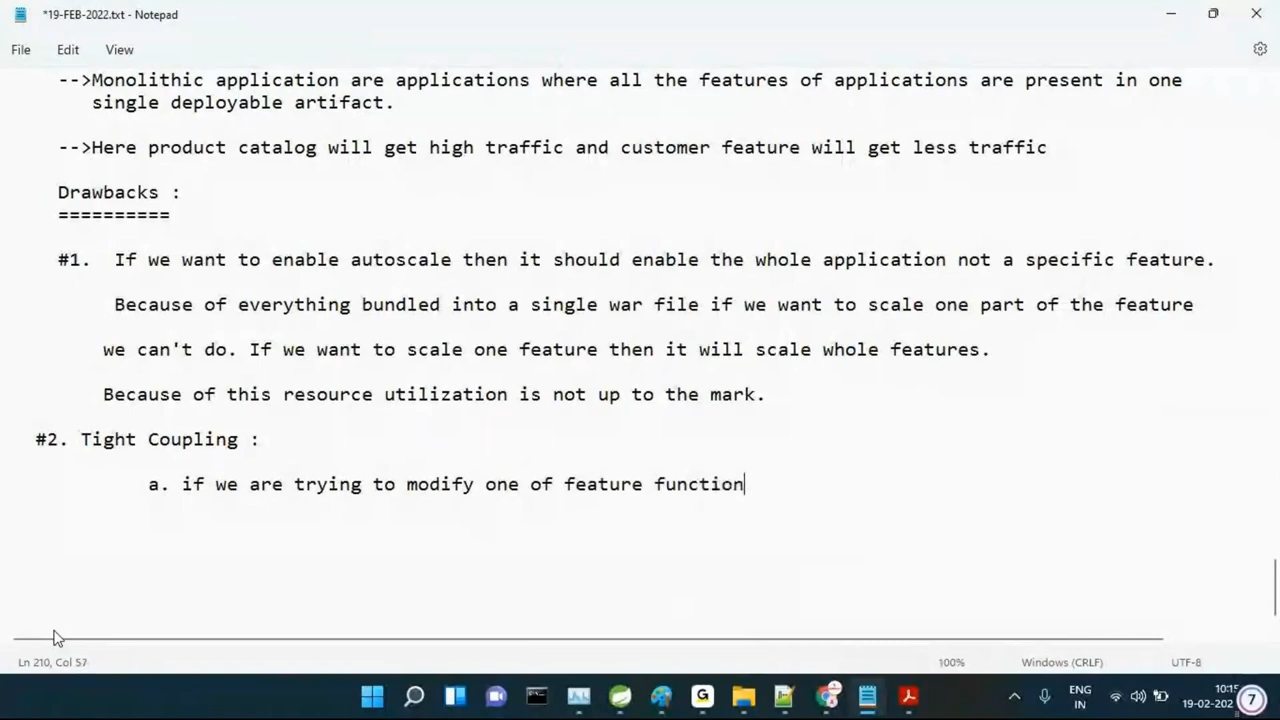 *19-FEB-2022.txt - Notepad
File Edit View
-->Monolithic application are applications where all the features of applications are present in one
single deployable artifact.
-->Here product catalog will get high traffic and customer feature will get less traffic
Drawbacks :
==========
#1. If we want to enable autoscale then it should enable the whole application not a specific feature.
Because of everything bundled into a single war file if we want to scale one part of the feature
we can't do. If we want to scale one feature then it will scale whole features.
Because of this resource utilization is not up to the mark.
#2. Tight Coupling :
a. if we are trying to modify one of feature function
Ln 210, Col 57 100% Windows (CRLF) UTF-8
ENG
IN
10:15
19-02-202
7
G